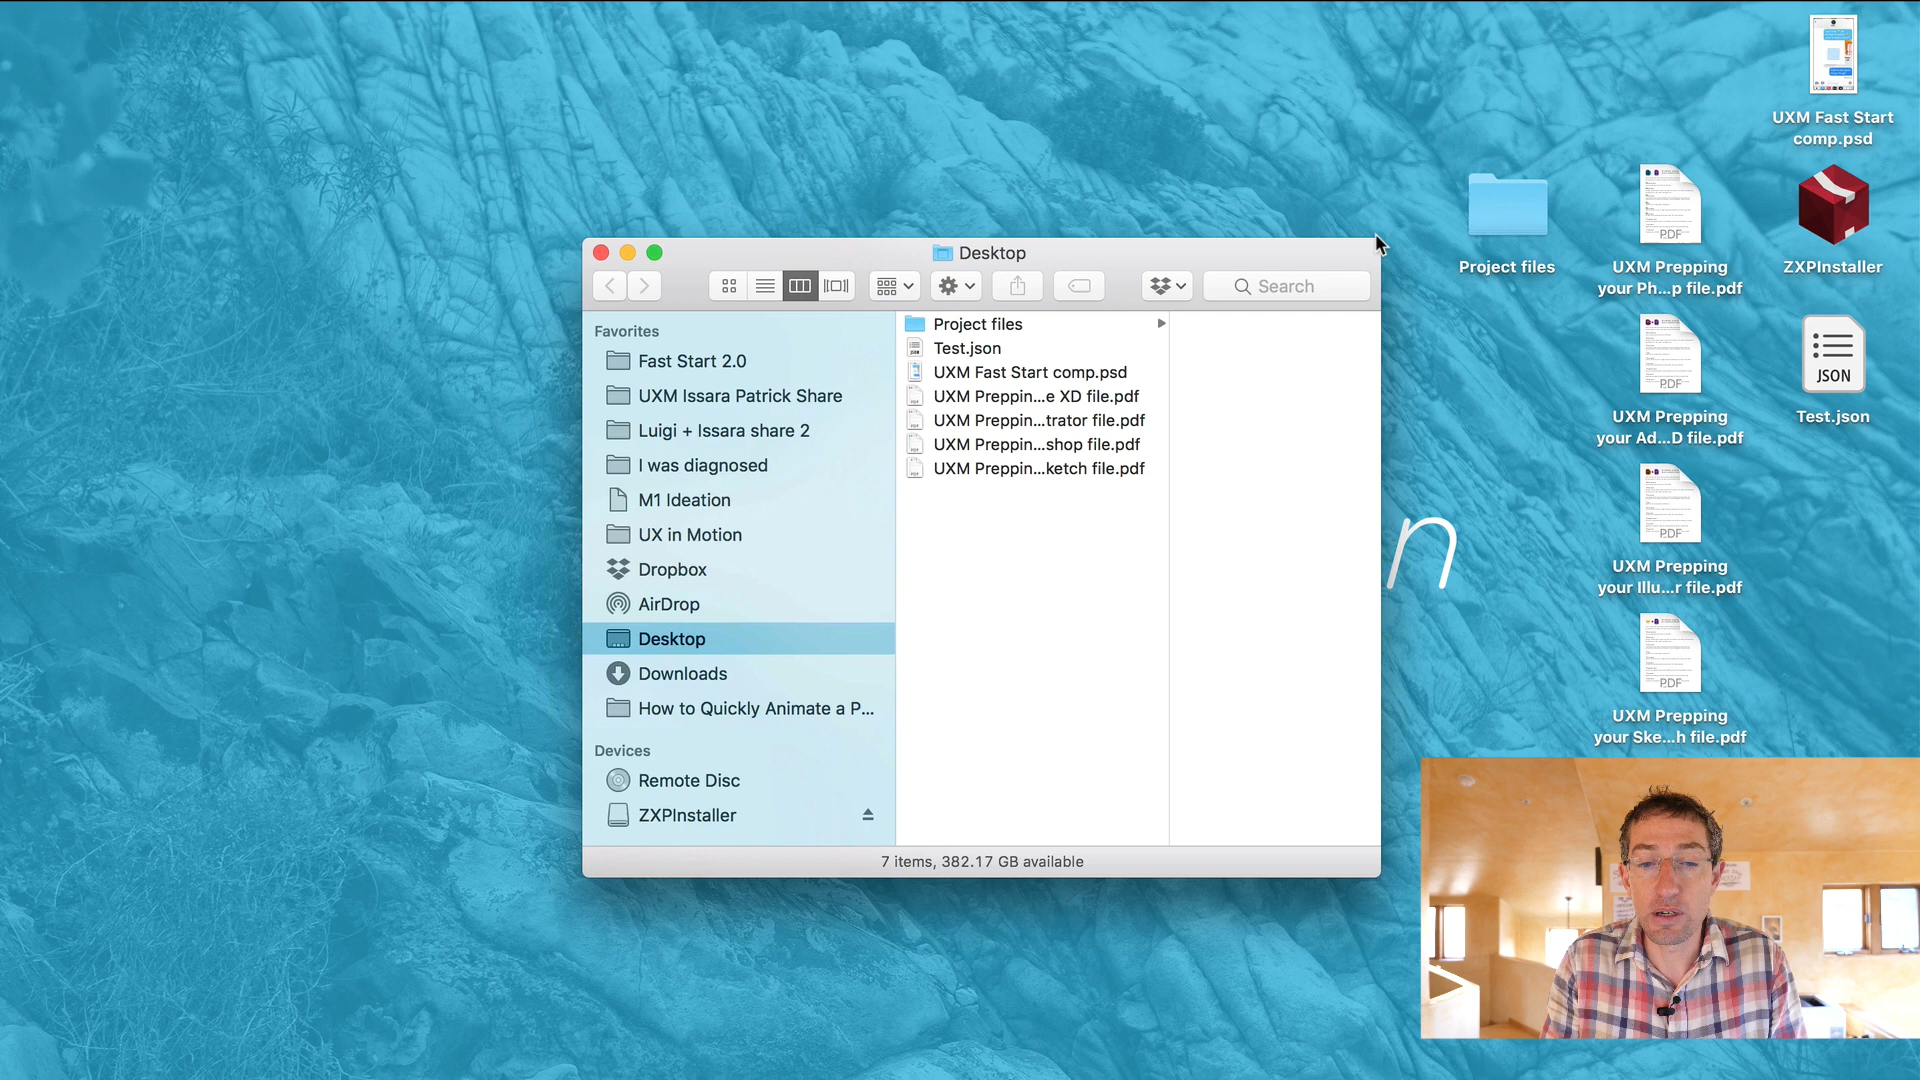 UXM Fast Start
comp.psd
Project files
UXM Prepping
your Ph...p file.pdf
ZXPInstaller
PDF
UXM Prepping
your Ad...D file.pdf
PDF
JSON
Test.json
UXM Prepping
your Illu...r file.pdf
PDF
UXM Prepping
your Ske...h file.pdf
PDF
n
Desktop
Search
Favorites
Fast Start 2.0
UXM Issara Patrick Share
Luigi + Issara share 2
I was diagnosed
M1 Ideation
UX in Motion
Dropbox
AirDrop
Desktop
Downloads
How to Quickly Animate a P...
Devices
Remote Disc
ZXPInstaller
Project files
Test.json
UXM Fast Start comp.psd
UXM Preppin...e XD file.pdf
UXM Preppin...trator file.pdf
UXM Preppin...shop file.pdf
UXM Preppin...ketch file.pdf
7 items, 382.17 GB available